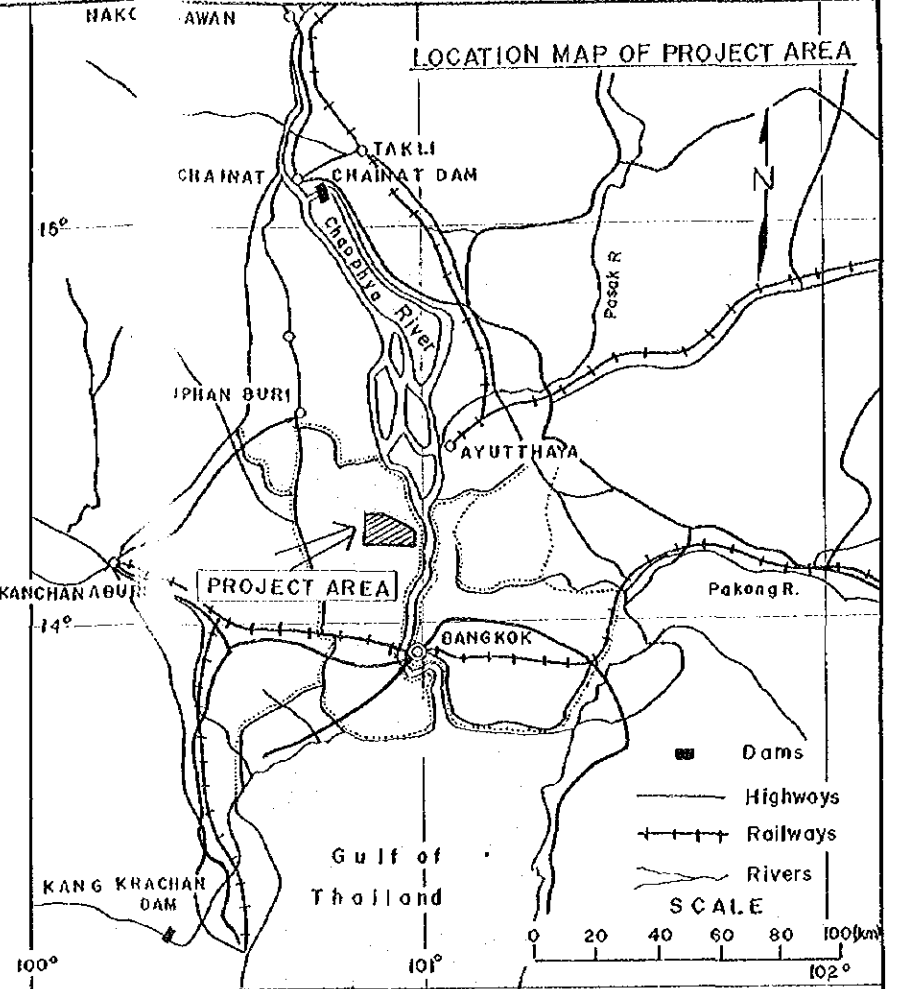 LOCATION MAP OF PROJECT AREA
TAKLI
CHAINAT
CHAINAT DAM
N
15°
Chaophya River
Pasak R.
PHAN BURI
AYUTTHAYA
KANCHANABURI
PROJECT AREA
Pakong R.
14°
BANGKOK
Dams
Highways
Railways
Rivers
Gulf of
Thailand
KANG KRACHAN
DAM
SCALE
0 20 40 60 80 100(km)
100°
101°
102°